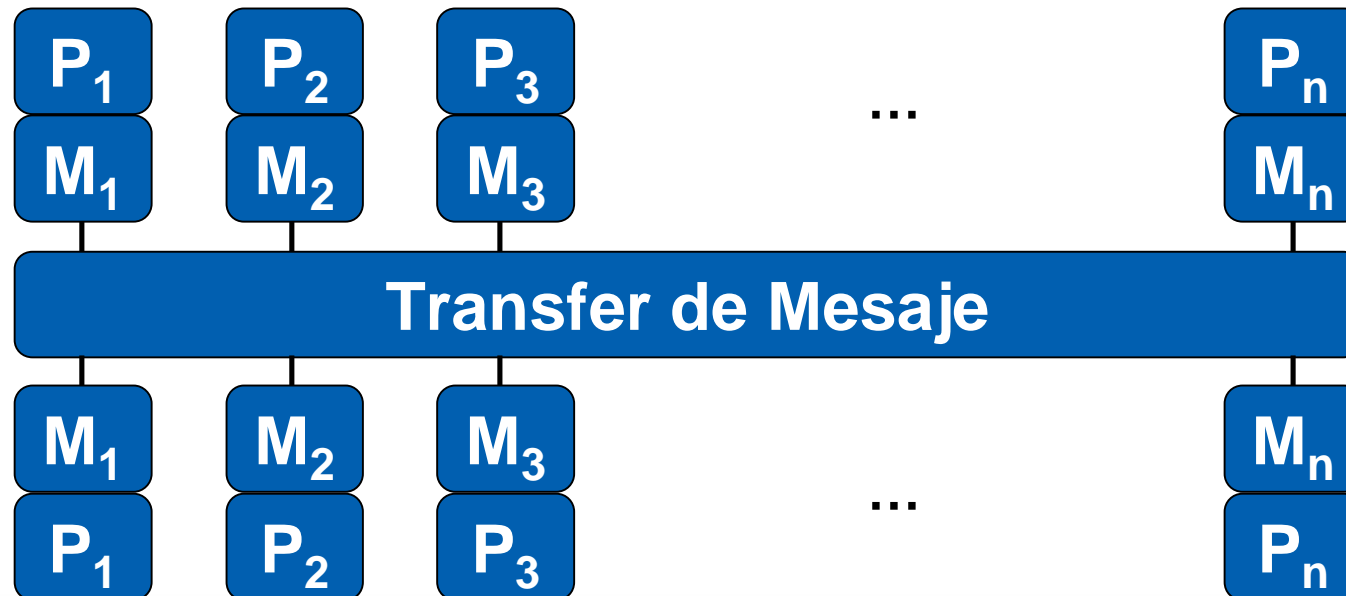 P₁ P₂ P₃ Pₙ
...
M₁ M₂ M₃ Mₙ
Transfer de Mesaje
M₁ M₂ M₃ Mₙ
...
P₁ P₂ P₃ Pₙ